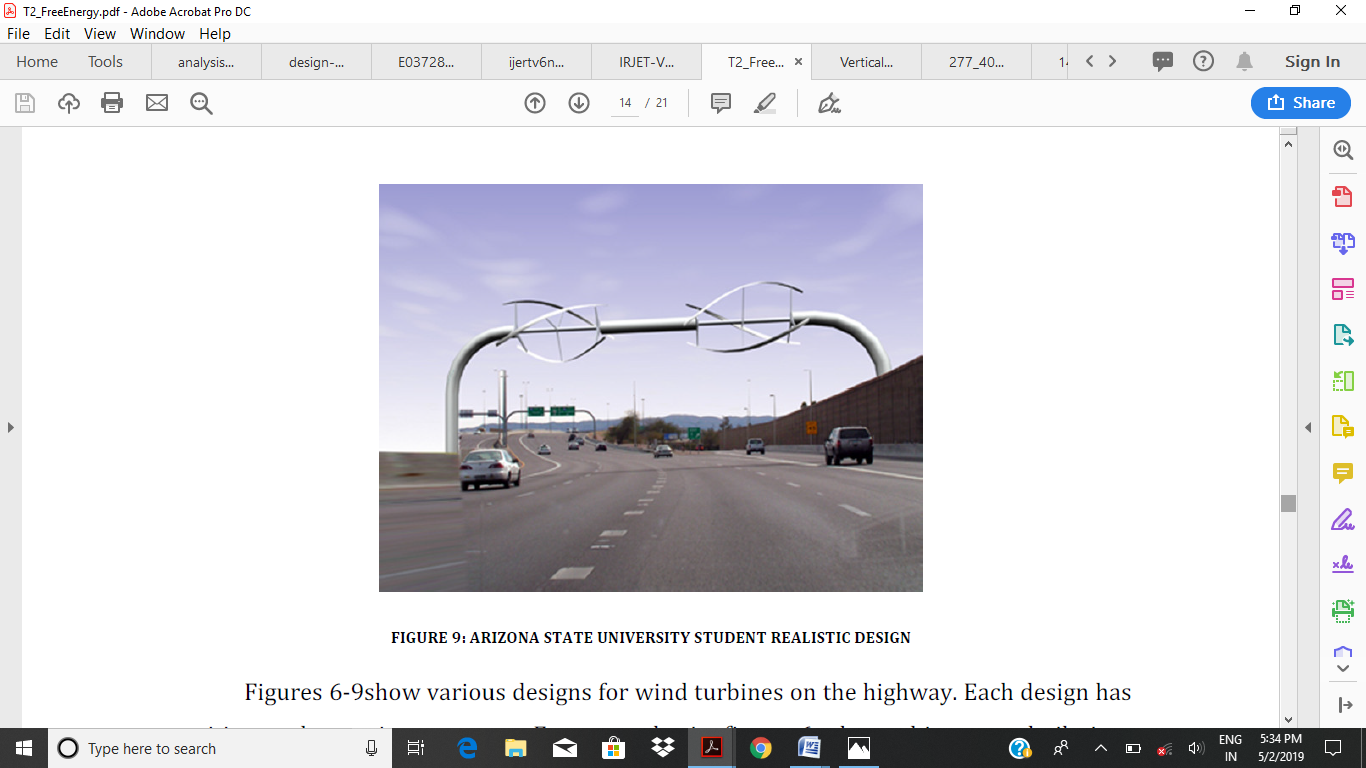 T2_FreeEnergy.pdf - Adobe Acrobat Pro DC
File Edit View Window Help
Home Tools analysis... design-... E03728... ijertv6n... IRJET-V... T2_Free... × Vertical... 277_40... Sign In
14 / 21
Share
FIGURE 9: ARIZONA STATE UNIVERSITY STUDENT REALISTIC DESIGN
Figures 6-9show various designs for wind turbines on the highway. Each design has
Type here to search
ENG 5:34 PM
IN 5/2/2019